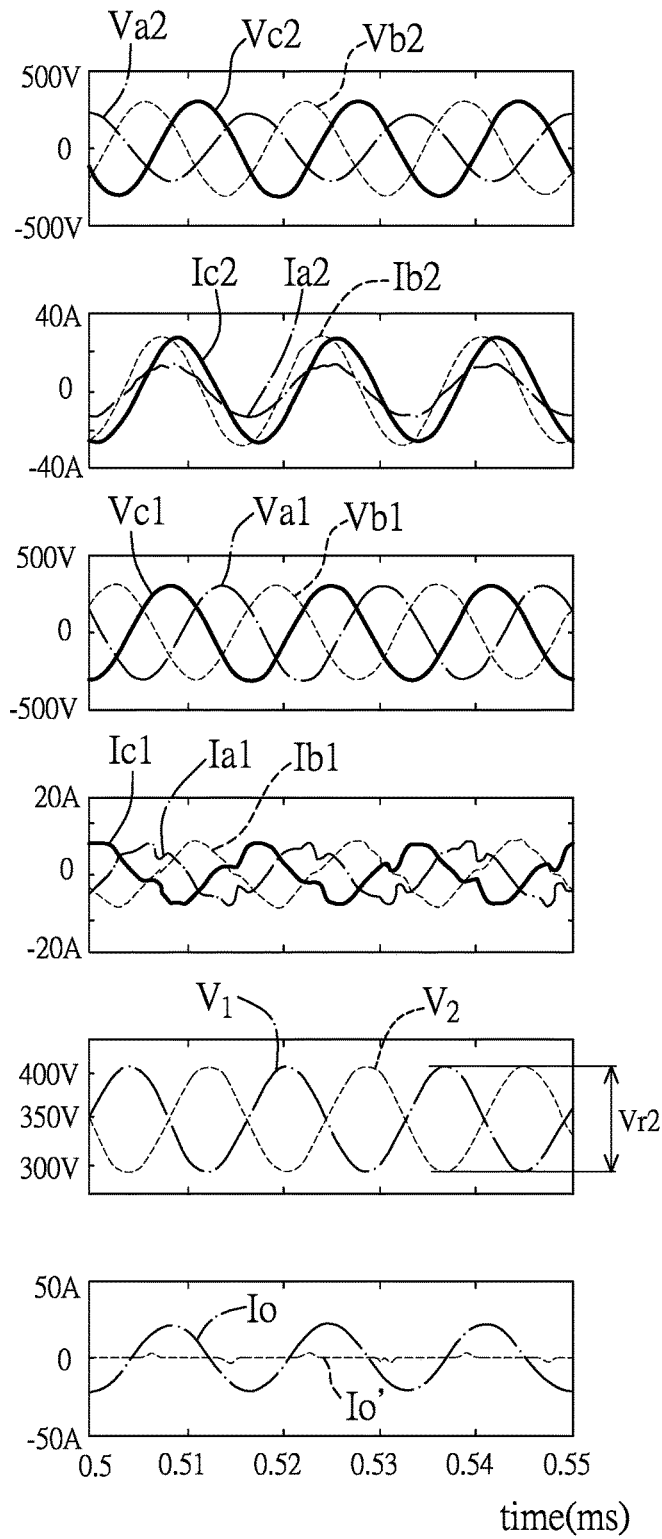 Va2 Vc2 Vb2
500V
0
-500V
Ic2 Ia2 Ib2
40A
0
-40A
Vc1 Va1 Vb1
500V
0
-500V
Ic1 Ia1 Ib1
20A
0
-20A
V1 V2
400V
350V
300V
Vr2
50A
Io
0
Io'
-50A
0.5 0.51 0.52 0.53 0.54 0.55
time(ms)